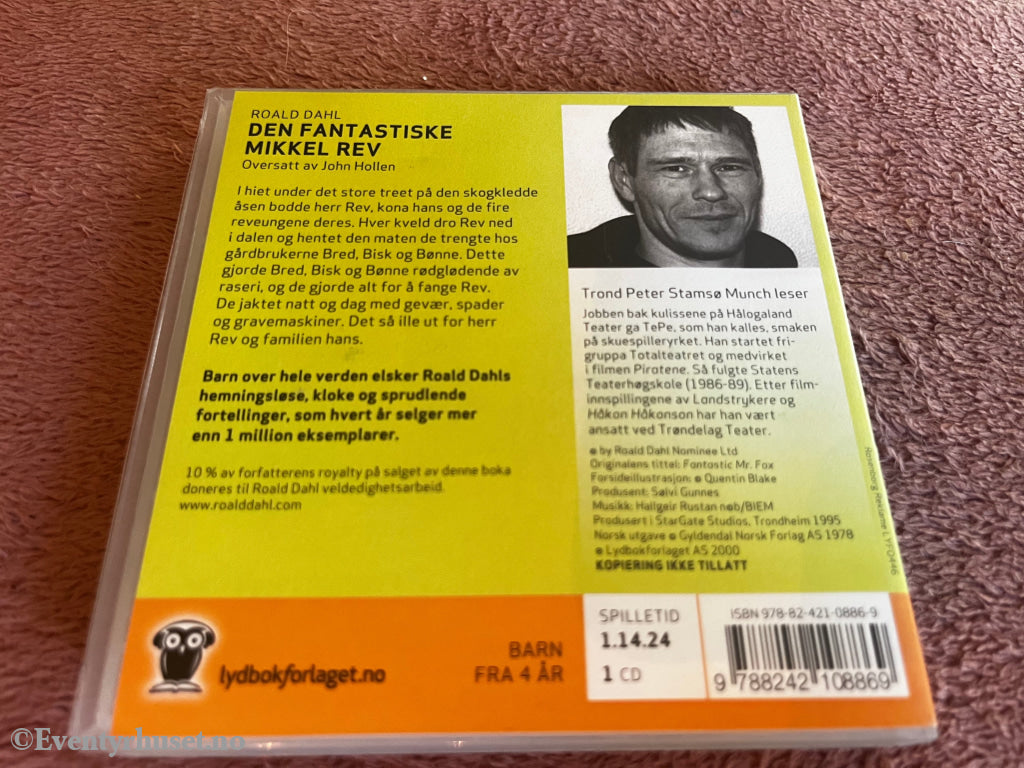 ROALD DAHL
DEN FANTASTISKE
MIKKEL REV
Oversatt av John Hollen
I hiet under det store treet på den skogkledde
åsen bodde herr Rev, kona hans og de fire
reveungene deres. Hver kveld dro Rev ned
i dalen og hentet den maten de trengte hos
gårdbrukerne Bred, Bisk og Bønne. Dette
gjorde Bred, Bisk og Bønne rødglødende av
raseri, og de gjorde alt for å fange Rev.
De jaktet natt og dag med gevær, spader
og gravemaskiner. Det så ille ut for herr
Rev og familien hans.
Barn over hele verden elsker Roald Dahls
hemningsløse, kloke og sprudlende
fortellinger, som hvert år selger mer
enn 1 million eksemplarer.
10 % av forfatterens royalty på salget av denne boka
doneres til Roald Dahl veldedighetsarbeid.
www.roalddahl.com
Trond Peter Stamsø Munch leser
Jobben bak kulissene på Hålogaland
Teater ga TePe, som han kalles, smaken
på skuespilleryrket. Han startet fri-
gruppa Totalteatret og medvirket
i filmen Piratene. Så fulgte Statens
Teaterhøgskole (1986-89). Etter film-
innspillingene av Landstrykere og
Håkon Håkonson har han vært
ansatt ved Trøndelag Teater.
© by Roald Dahl Nominee Ltd
Originalens tittel: Fantastic Mr. Fox
Forsideillustrasjon: © Quentin Blake
Produsent: Sølvi Gunnes
Musikk: Hallgeir Rustan nɔb/BIEM
Produsert i StarGate Studios, Trondheim 1995
Norsk utgave © Gyldendal Norsk Forlag AS 1978
© Lydbokforlaget AS 2000
KOPIERING IKKE TILLATT
Rosenborg Reklame LYFO446
lydbokforlaget.no
BARN
FRA 4 ÅR
SPILLETID
1.14.24
1 CD
ISBN 978-82-421-0886-9
9 788242 108869
©Eventyrhuset.no